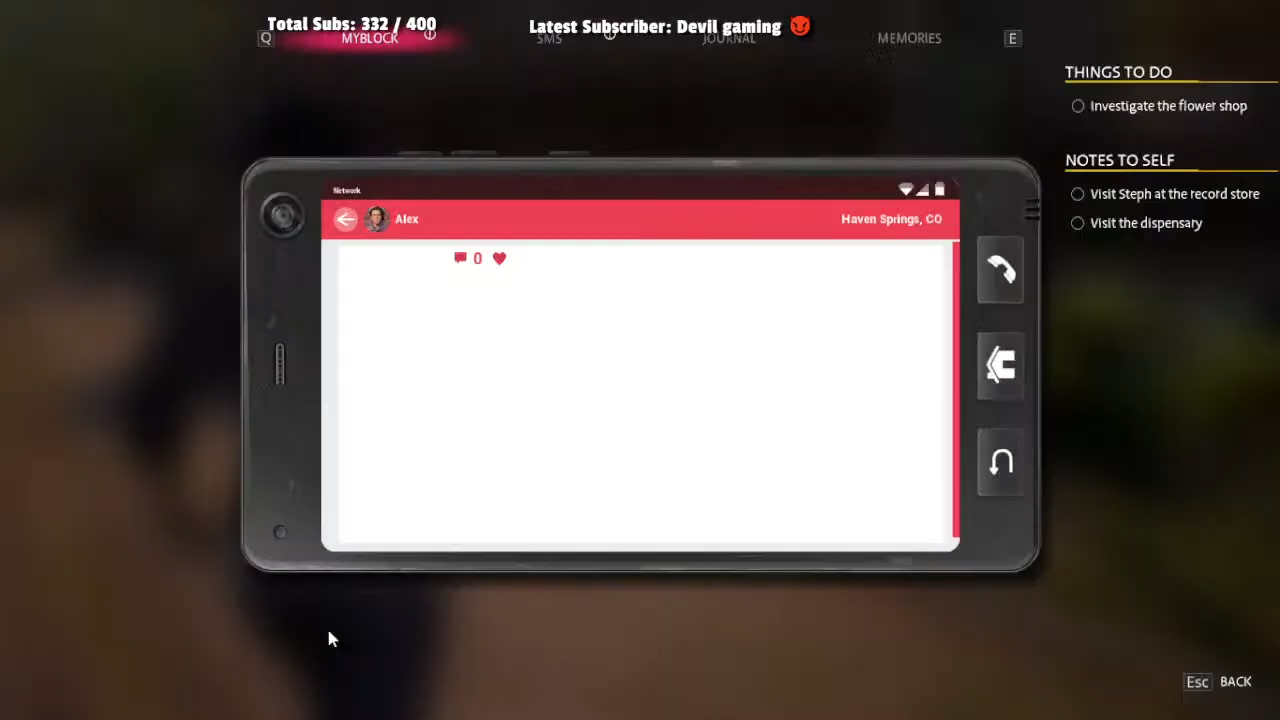 Total Subs: 332 / 400
Latest Subscriber: Devil gaming 😈
Q
MYBLOCK
SMS
JOURNAL
MEMORIES
E
THINGS TO DO
Investigate the flower shop
NOTES TO SELF
Visit Steph at the record store
Visit the dispensary
Network
Alex
Haven Springs, CO
0
Esc BACK